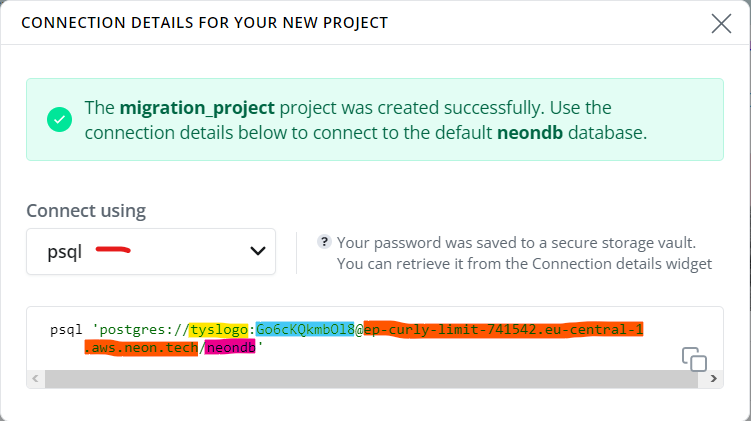 CONNECTION DETAILS FOR YOUR NEW PROJECT
The migration_project project was created successfully. Use the
connection details below to connect to the default neondb database.
Connect using
psql
? Your password was saved to a secure storage vault.
You can retrieve it from the Connection details widget
psql 'postgres://tyslogo:Go6cKQkmbOl8@ep-curly-limit-741542.eu-central-1
.aws.neon.tech/neondb'